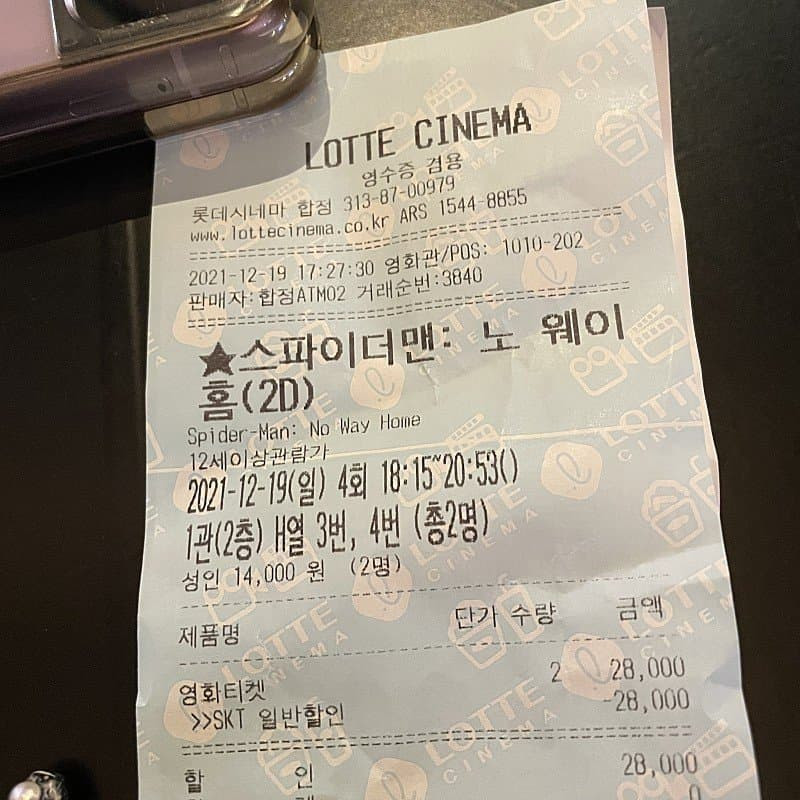 LOTTE CINEMA
영수증 겸용
롯데시네마 합정 313-87-00979
www.lottecinema.co.kr ARS 1544-8855
2021-12-19 17:27:30 영화관/POS: 1010-202
판매자:합정ATM02 거래순번:3840
★스파이더맨: 노 웨이
홈(2D)
Spider-Man: No Way Home
12세이상관람가
2021-12-19(일) 4회 18:15~20:53()
1관(2층) H열 3번, 4번 (총2명)
성인 14,000 원 (2명)
제품명 단가 수량 금액
영화티켓 2 28,000
>>SKT 일반할인 -28,000
할 인 28,000